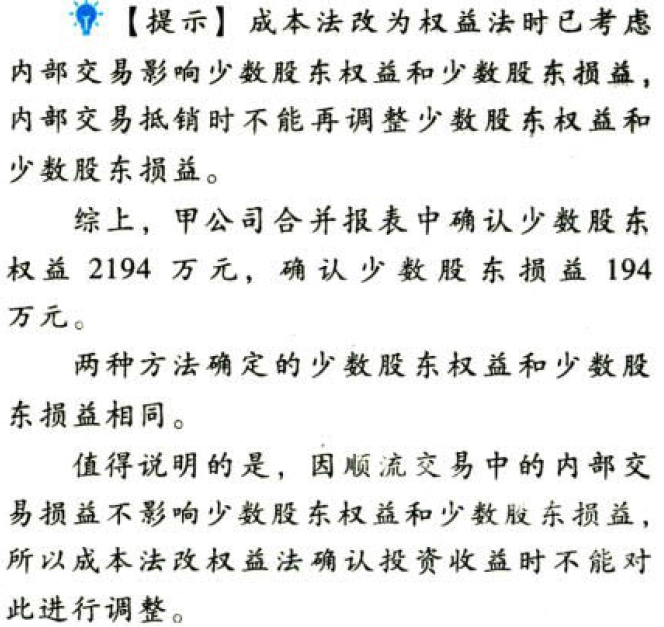 【提示】成本法改为权益法时已考虑
内部交易影响少数股东权益和少数股东损益，
内部交易抵销时不能再调整少数股东权益和
少数股东损益。
综上，甲公司合并报表中确认少数股东
权益 2194 万元，确认少数股东损益 194
万元。
两种方法确定的少数股东权益和少数股
东损益相同。
值得说明的是，因顺流交易中的内部交
易损益不影响少数股东权益和少数股东损益，
所以成本法改权益法确认投资收益时不能对
此进行调整。